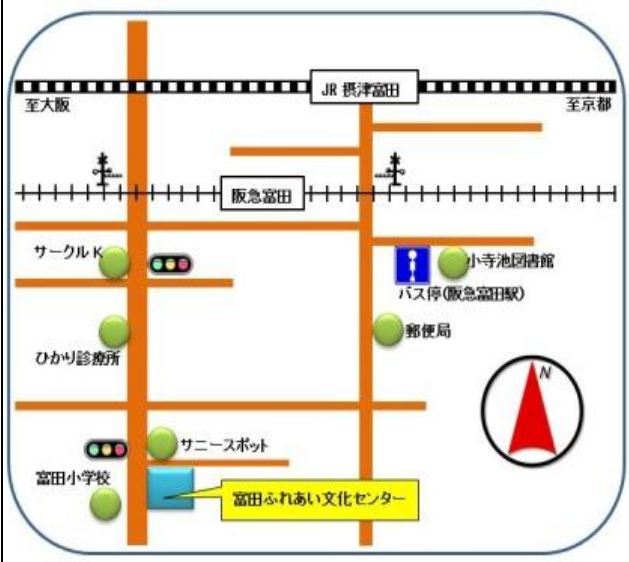 JR 摂津富田
至大阪
至京都
阪急富田
サークルK
小寺池図書館
バス停(阪急富田駅)
郵便局
ひかり診療所
N
サニースポット
富田小学校
富田ふれあい文化センター